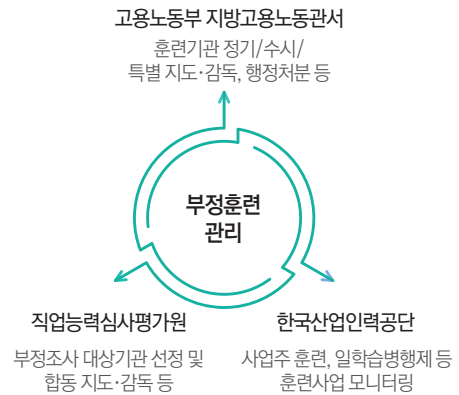 고용노동부 지방고용노동관서
훈련기관 정기/수시/
특별 지도·감독, 행정처분 등
부정훈련
관리
직업능력심사평가원
부정조사 대상기관 선정 및
합동 지도·감독 등
한국산업인력공단
사업주 훈련, 일학습병행제 등
훈련사업 모니터링